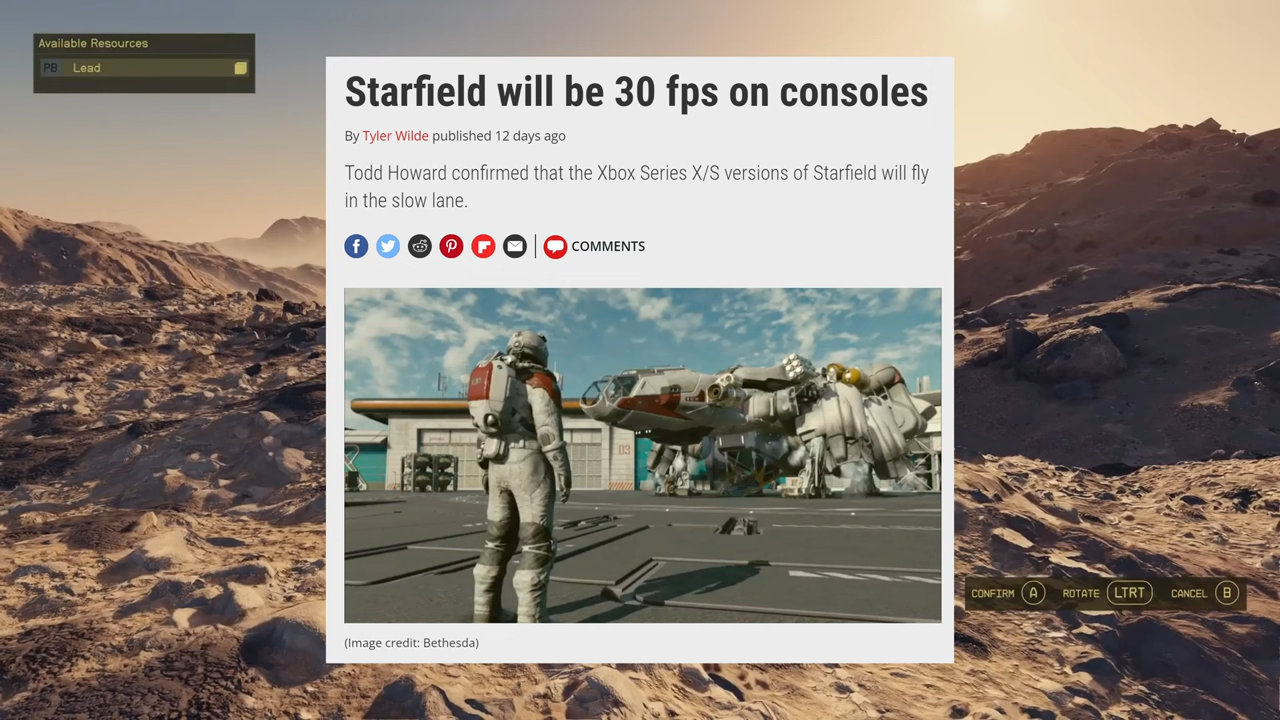 Available Resources
PB Lead
Starfield will be 30 fps on consoles
By Tyler Wilde published 12 days ago
Todd Howard confirmed that the Xbox Series X/S versions of Starfield will fly
in the slow lane.
COMMENTS
03
(Image credit: Bethesda)
CONFIRM A ROTATE LTRT CANCEL B